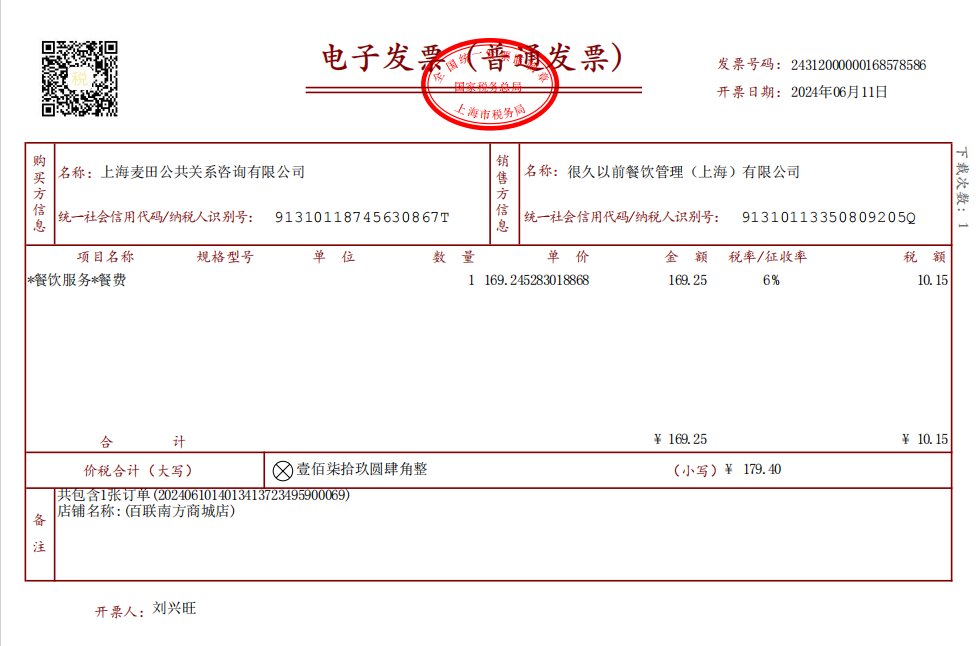 电子发票（普通发票）
全国统一发票监制章
国家税务总局
上海市税务局
发票号码： 24312000000168578586
开票日期： 2024年06月11日
下载次数：1
购买方信息
名称：上海麦田公共关系咨询有限公司
统一社会信用代码/纳税人识别号： 91310118745630867T
销售方信息
名称：很久以前餐饮管理（上海）有限公司
统一社会信用代码/纳税人识别号： 91310113350809205Q
项目名称 规格型号 单 位 数 量 单 价 金 额 税率/征收率 税 额
*餐饮服务*餐费 1 169.245283018868 169.25 6% 10.15
合 计 ¥ 169.25 ¥ 10.15
价税合计（大写） 壹佰柒拾玖圆肆角整 （小写）¥ 179.40
备注
共包含1张订单(2024061014013413723495900069)
店铺名称:(百联南方商城店)
开票人： 刘兴旺
税